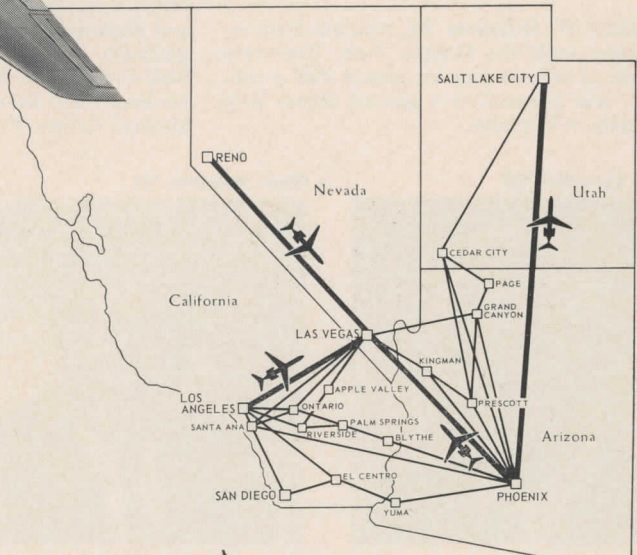 SALT LAKE CITY
RENO
Nevada
Utah
CEDAR CITY
PAGE
California
GRAND
CANYON
LAS VEGAS
KINGMAN
APPLE VALLEY
LOS
ANGELES
ONTARIO
PRESCOTT
SANTA ANA
RIVERSIDE
PALM SPRINGS
BLYTHE
Arizona
EL CENTRO
SAN DIEGO
YUMA
PHOENIX